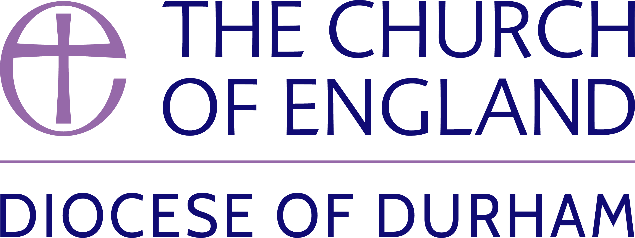 THE CHURCH
OF ENGLAND
DIOCESE OF DURHAM